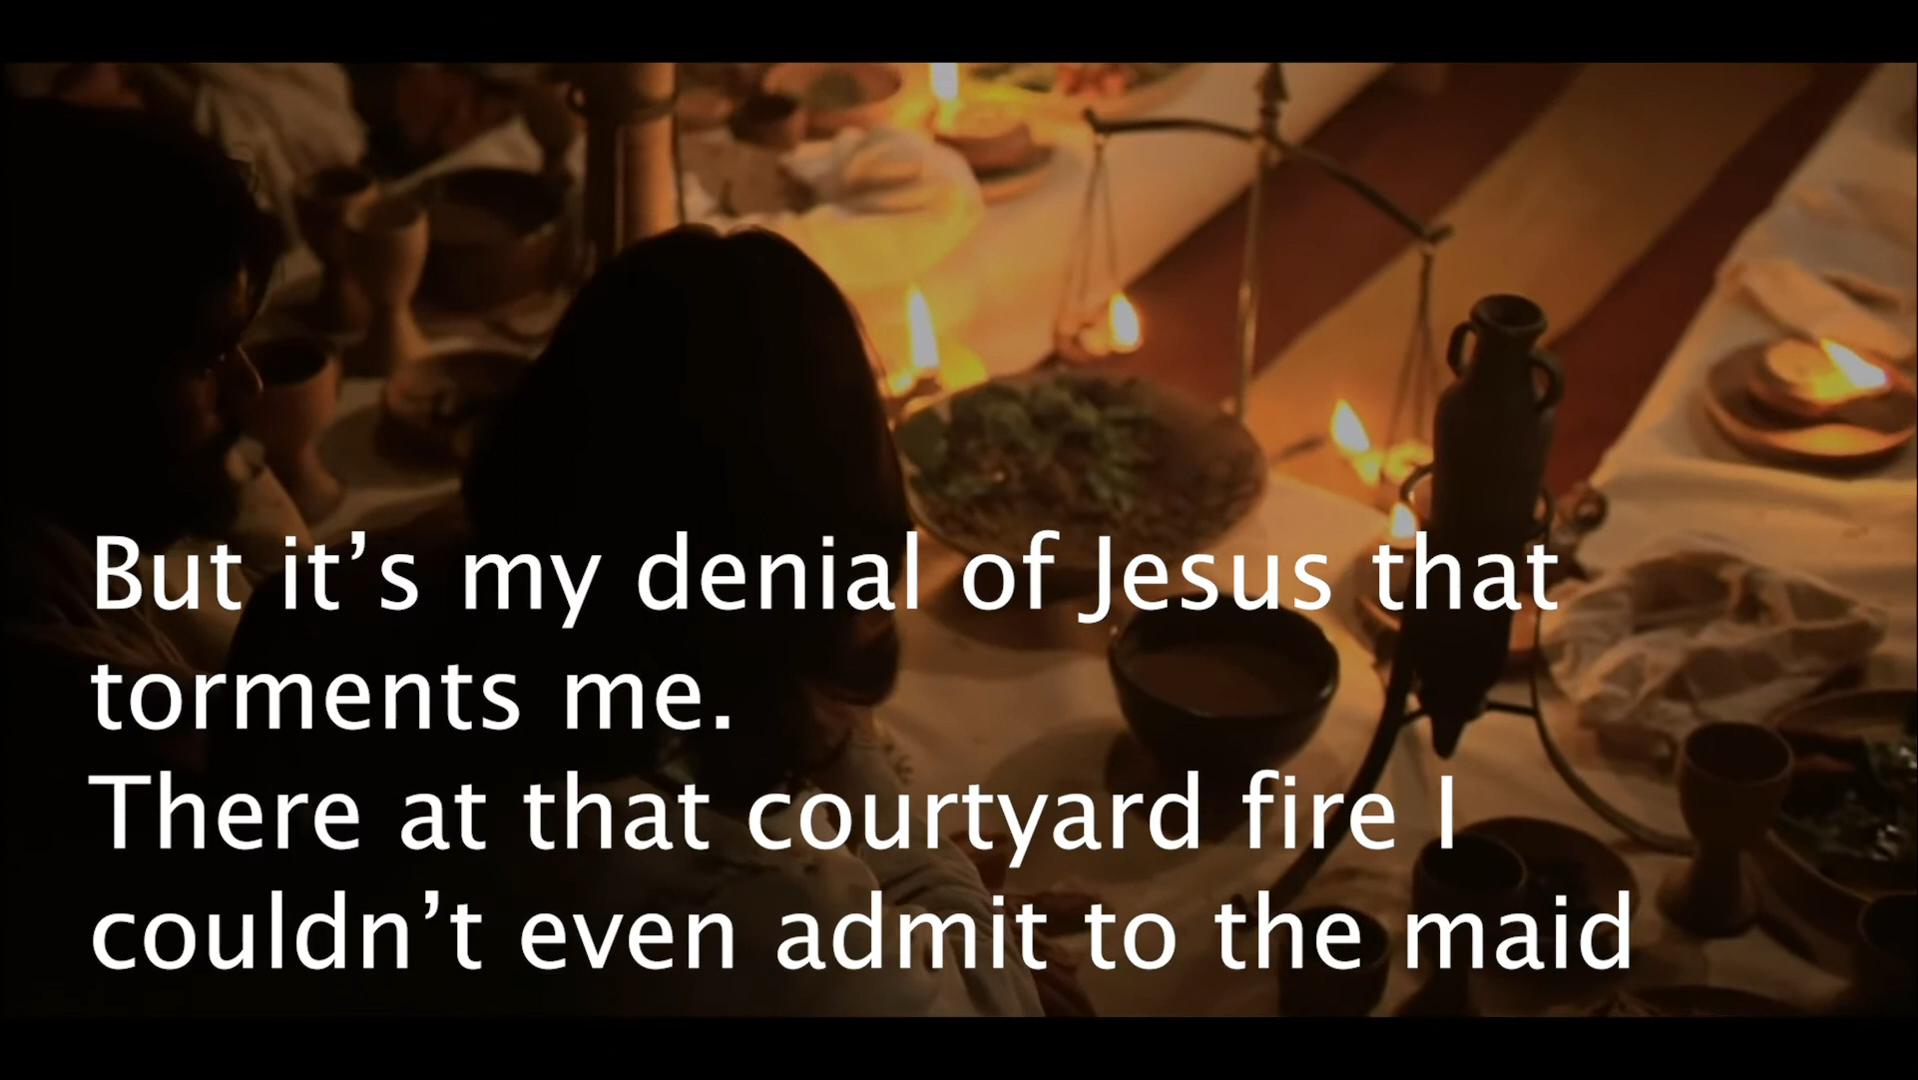 But it’s my denial of Jesus that
torments me.
There at that courtyard fire I
couldn’t even admit to the maid